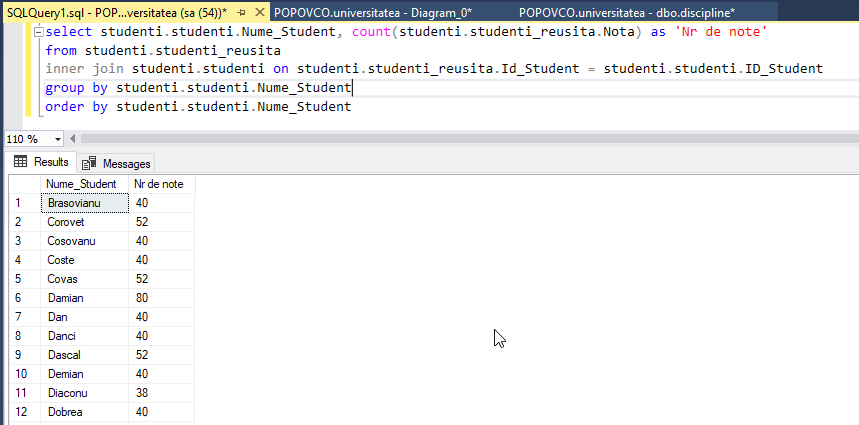 SQLQuery1.sql - POP...versitatea (sa (54))* POPOVCO.universitatea - Diagram_0* POPOVCO.universitatea - dbo.discipline*
select studenti.studenti.Nume_Student, count(studenti.studenti_reusita.Nota) as 'Nr de note'
from studenti.studenti_reusita
inner join studenti.studenti on studenti.studenti_reusita.Id_Student = studenti.studenti.ID_Student
group by studenti.studenti.Nume_Student
order by studenti.studenti.Nume_Student
110 %
Results Messages
Nume_Student Nr de note
1 Brasovianu 40
2 Corovet 52
3 Cosovanu 40
4 Coste 40
5 Covas 52
6 Damian 80
7 Dan 40
8 Danci 40
9 Dascal 52
10 Demian 40
11 Diaconu 38
12 Dobrea 40